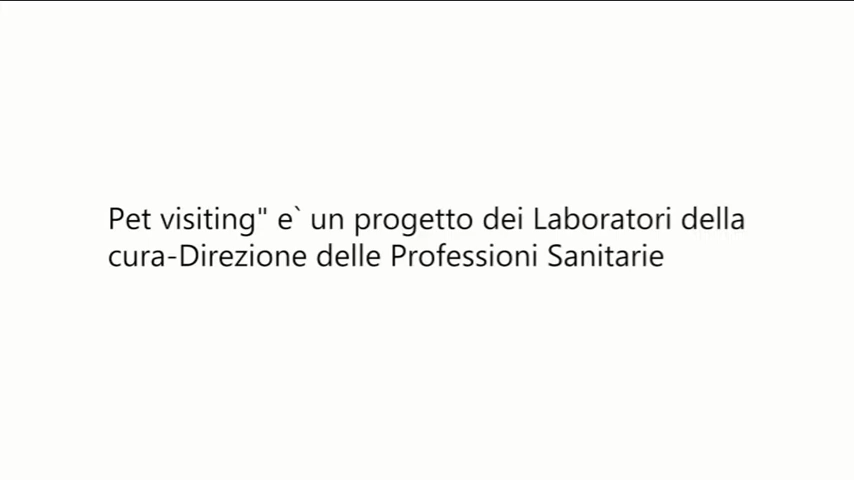 Pet visiting" e` un progetto dei Laboratori della
cura-Direzione delle Professioni Sanitarie